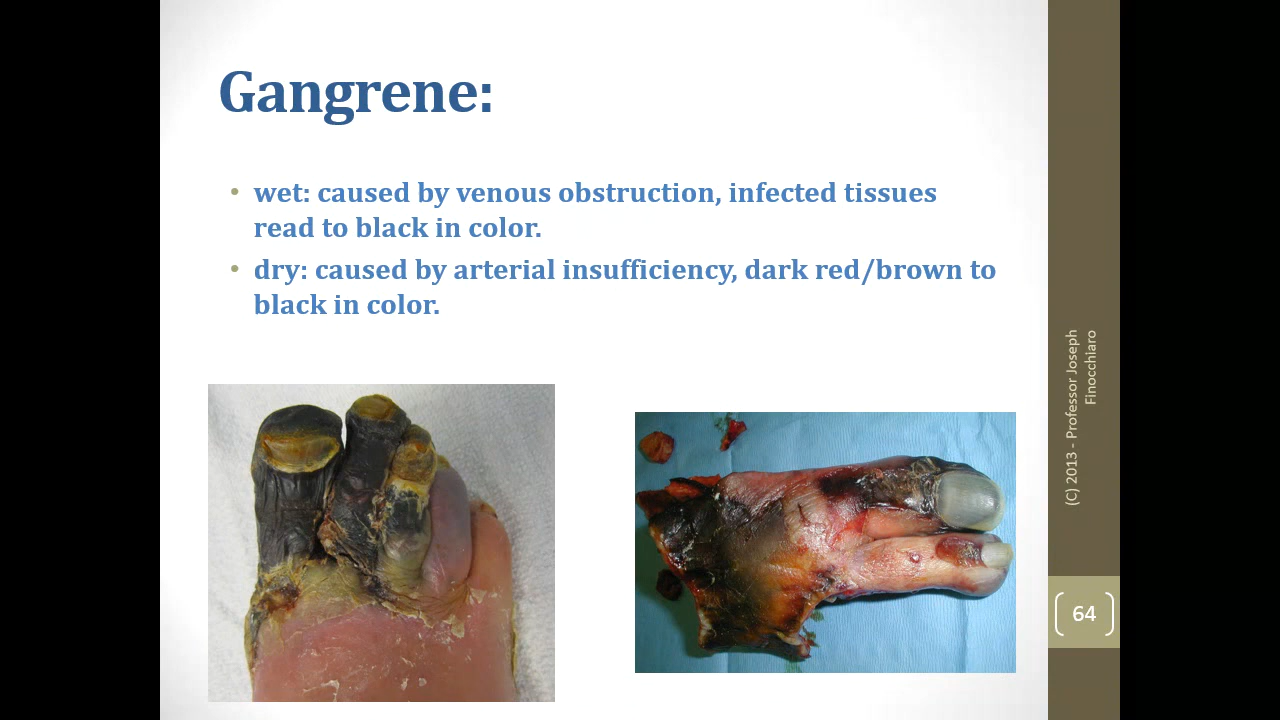 Gangrene:
• wet: caused by venous obstruction, infected tissues
read to black in color.
• dry: caused by arterial insufficiency, dark red/brown to
black in color.
(C) 2013 - Professor Joseph
Finocchiaro
64